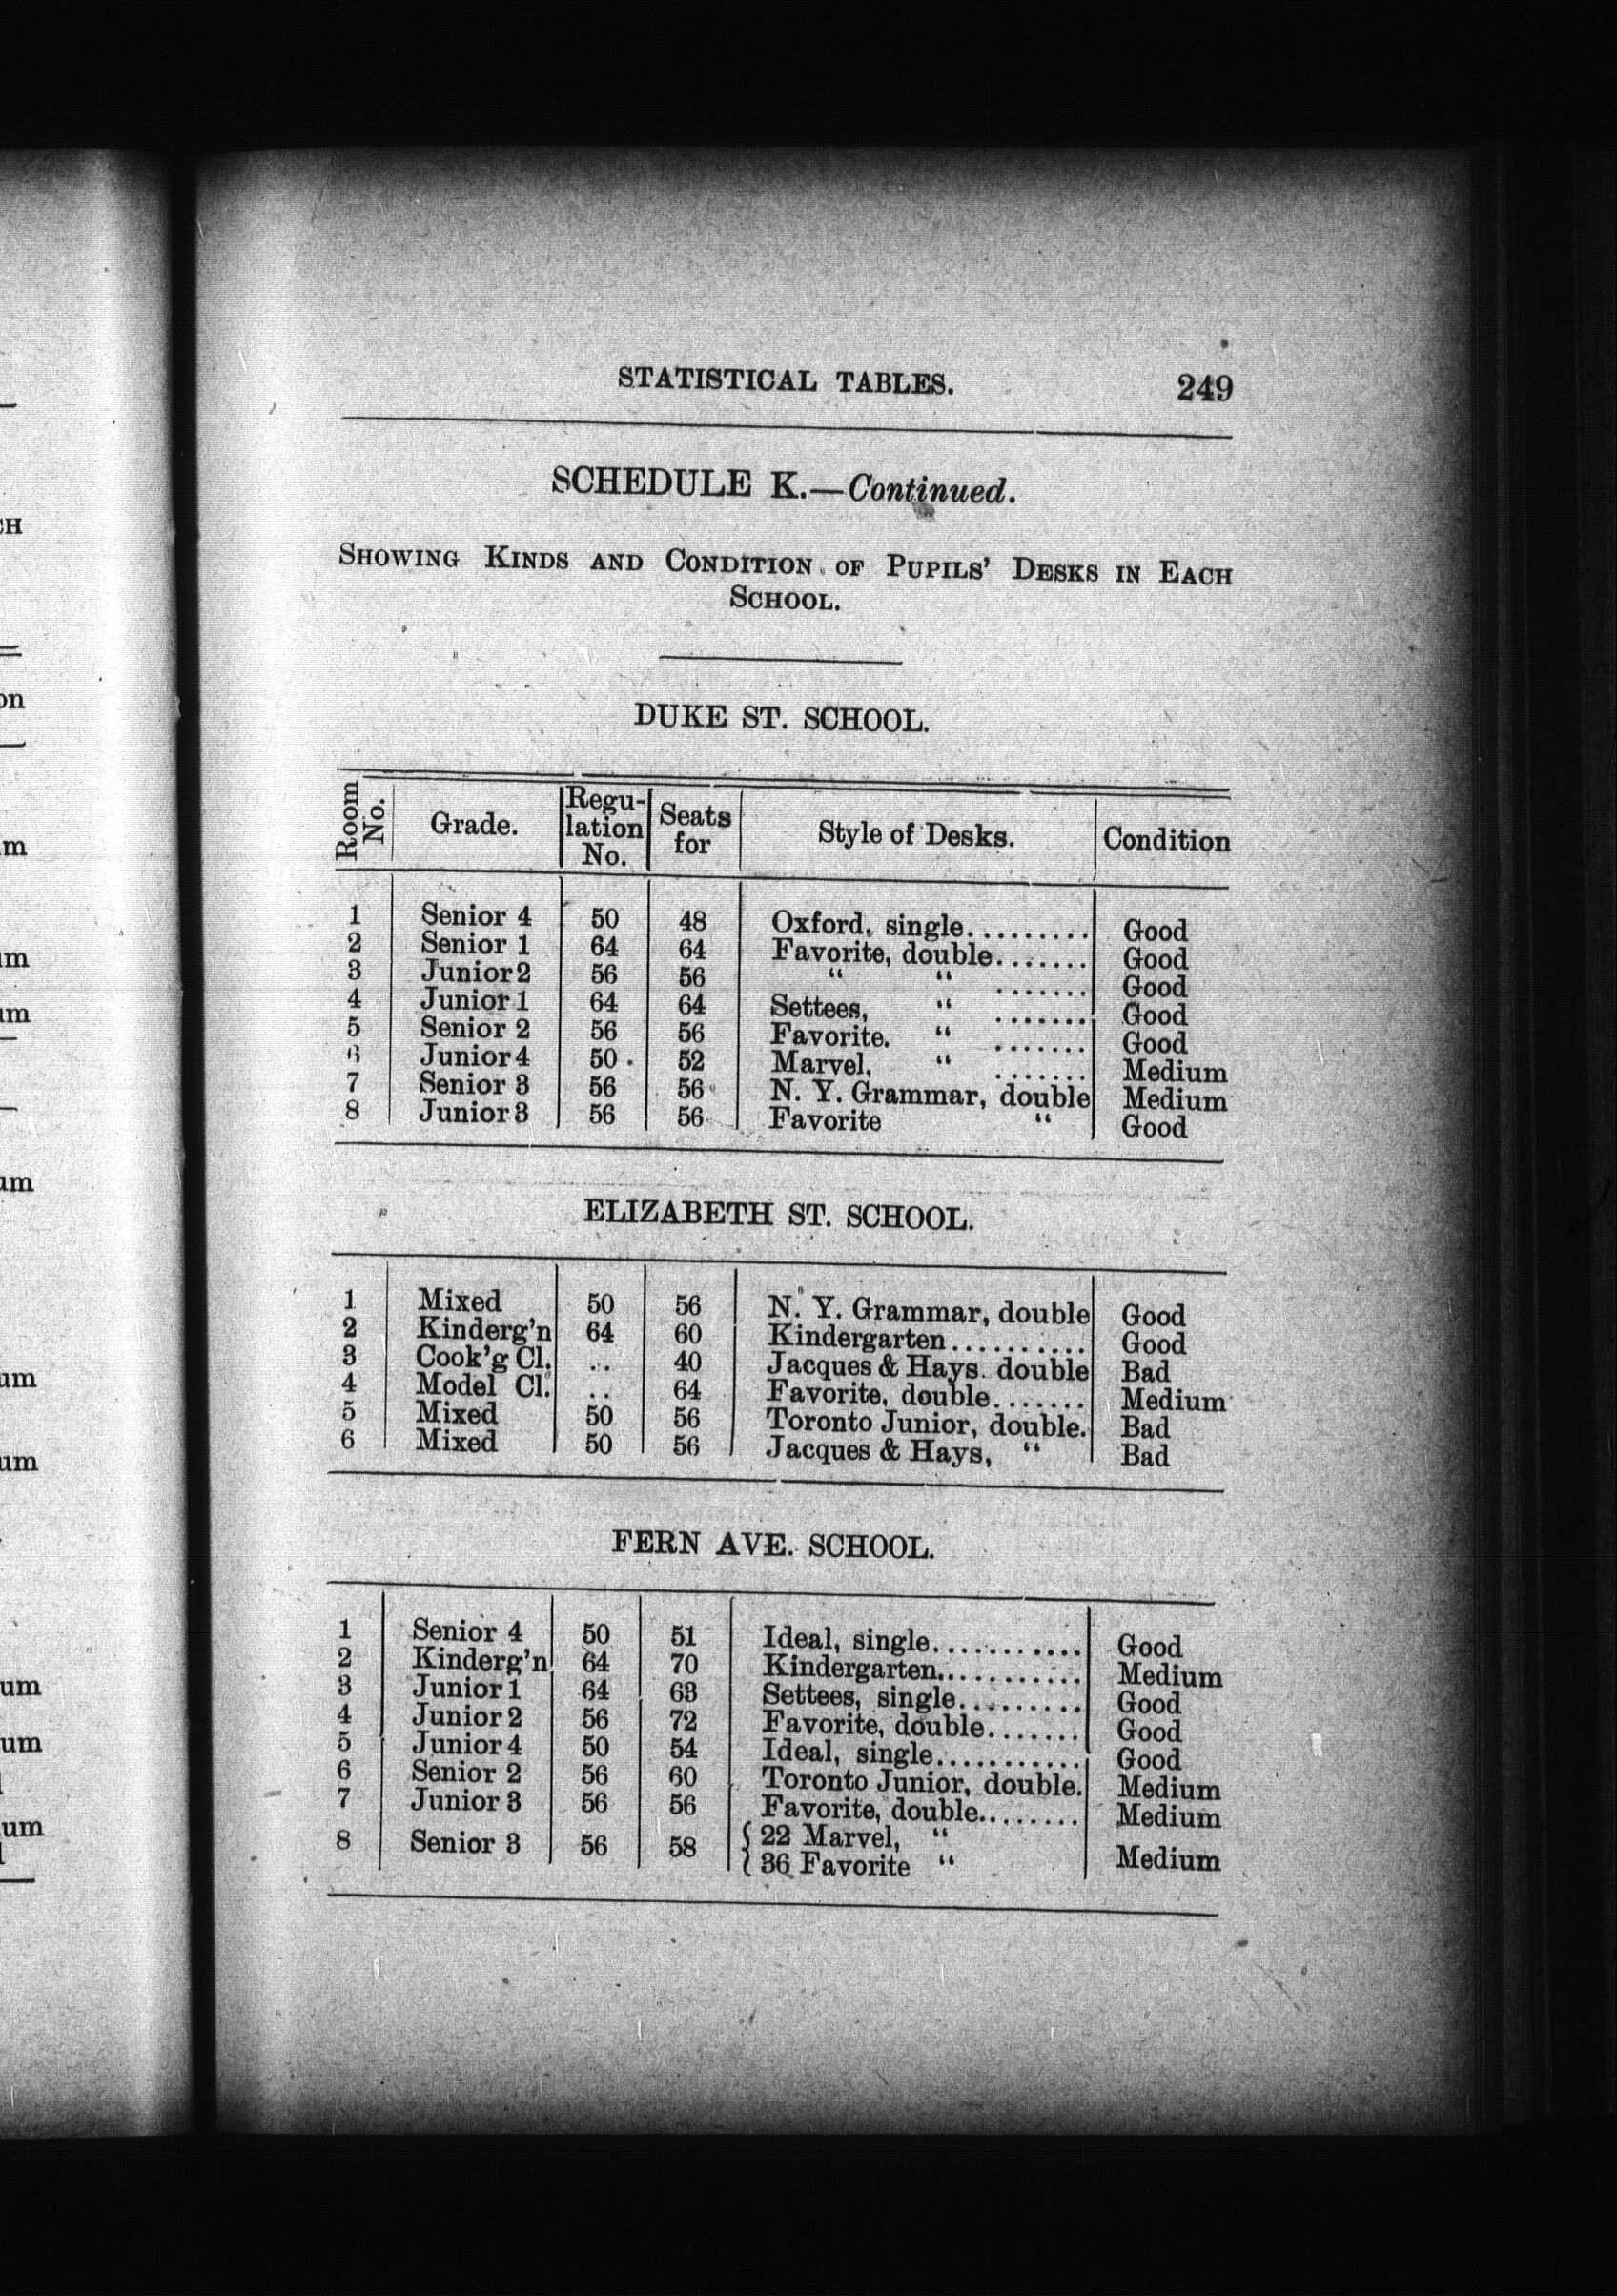 STATISTICAL TABLES. 249
SCHEDULE K.—Continued.
SHOWING KINDS AND CONDITION OF PUPILS' DESKS IN EACH
SCHOOL.
DUKE ST. SCHOOL.
Room No. Grade. Regu-lation No. Seats for Style of Desks. Condition
1 Senior 4 50 48 Oxford, single......... Good
2 Senior 1 64 64 Favorite, double....... Good
3 Junior 2 56 56 “ “ ....... Good
4 Junior 1 64 64 Settees, “ ....... Good
5 Senior 2 56 56 Favorite. “ ....... Good
6 Junior 4 50 52 Marvel, “ ....... Medium
7 Senior 3 56 56 N. Y. Grammar, double Medium
8 Junior 3 56 56 Favorite “ Good
ELIZABETH ST. SCHOOL.
1 Mixed 50 56 N. Y. Grammar, double Good
2 Kinderg'n 64 60 Kindergarten.......... Good
3 Cook'g Cl. .. 40 Jacques & Hays. double Bad
4 Model Cl. .. 64 Favorite, double....... Medium
5 Mixed 50 56 Toronto Junior, double. Bad
6 Mixed 50 56 Jacques & Hays, “ Bad
FERN AVE. SCHOOL.
1 Senior 4 50 51 Ideal, single........... Good
2 Kinderg'n 64 70 Kindergarten........... Medium
3 Junior 1 64 63 Settees, single......... Good
4 Junior 2 56 72 Favorite, double....... Good
5 Junior 4 50 54 Ideal, single........... Good
6 Senior 2 56 60 Toronto Junior, double. Medium
7 Junior 3 56 56 Favorite, double........ Medium
8 Senior 3 56 58 { 22 Marvel, “ Medium
{ 36 Favorite “